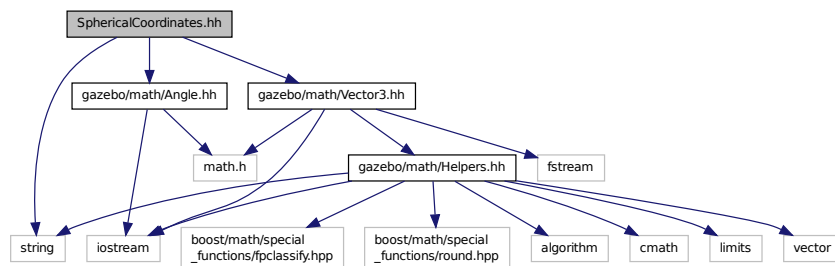 SphericalCoordinates.hh
gazebo/math/Angle.hh
gazebo/math/Vector3.hh
math.h
gazebo/math/Helpers.hh
fstream
string
iostream
boost/math/special
_functions/fpclassify.hpp
boost/math/special
_functions/round.hpp
algorithm
cmath
limits
vector